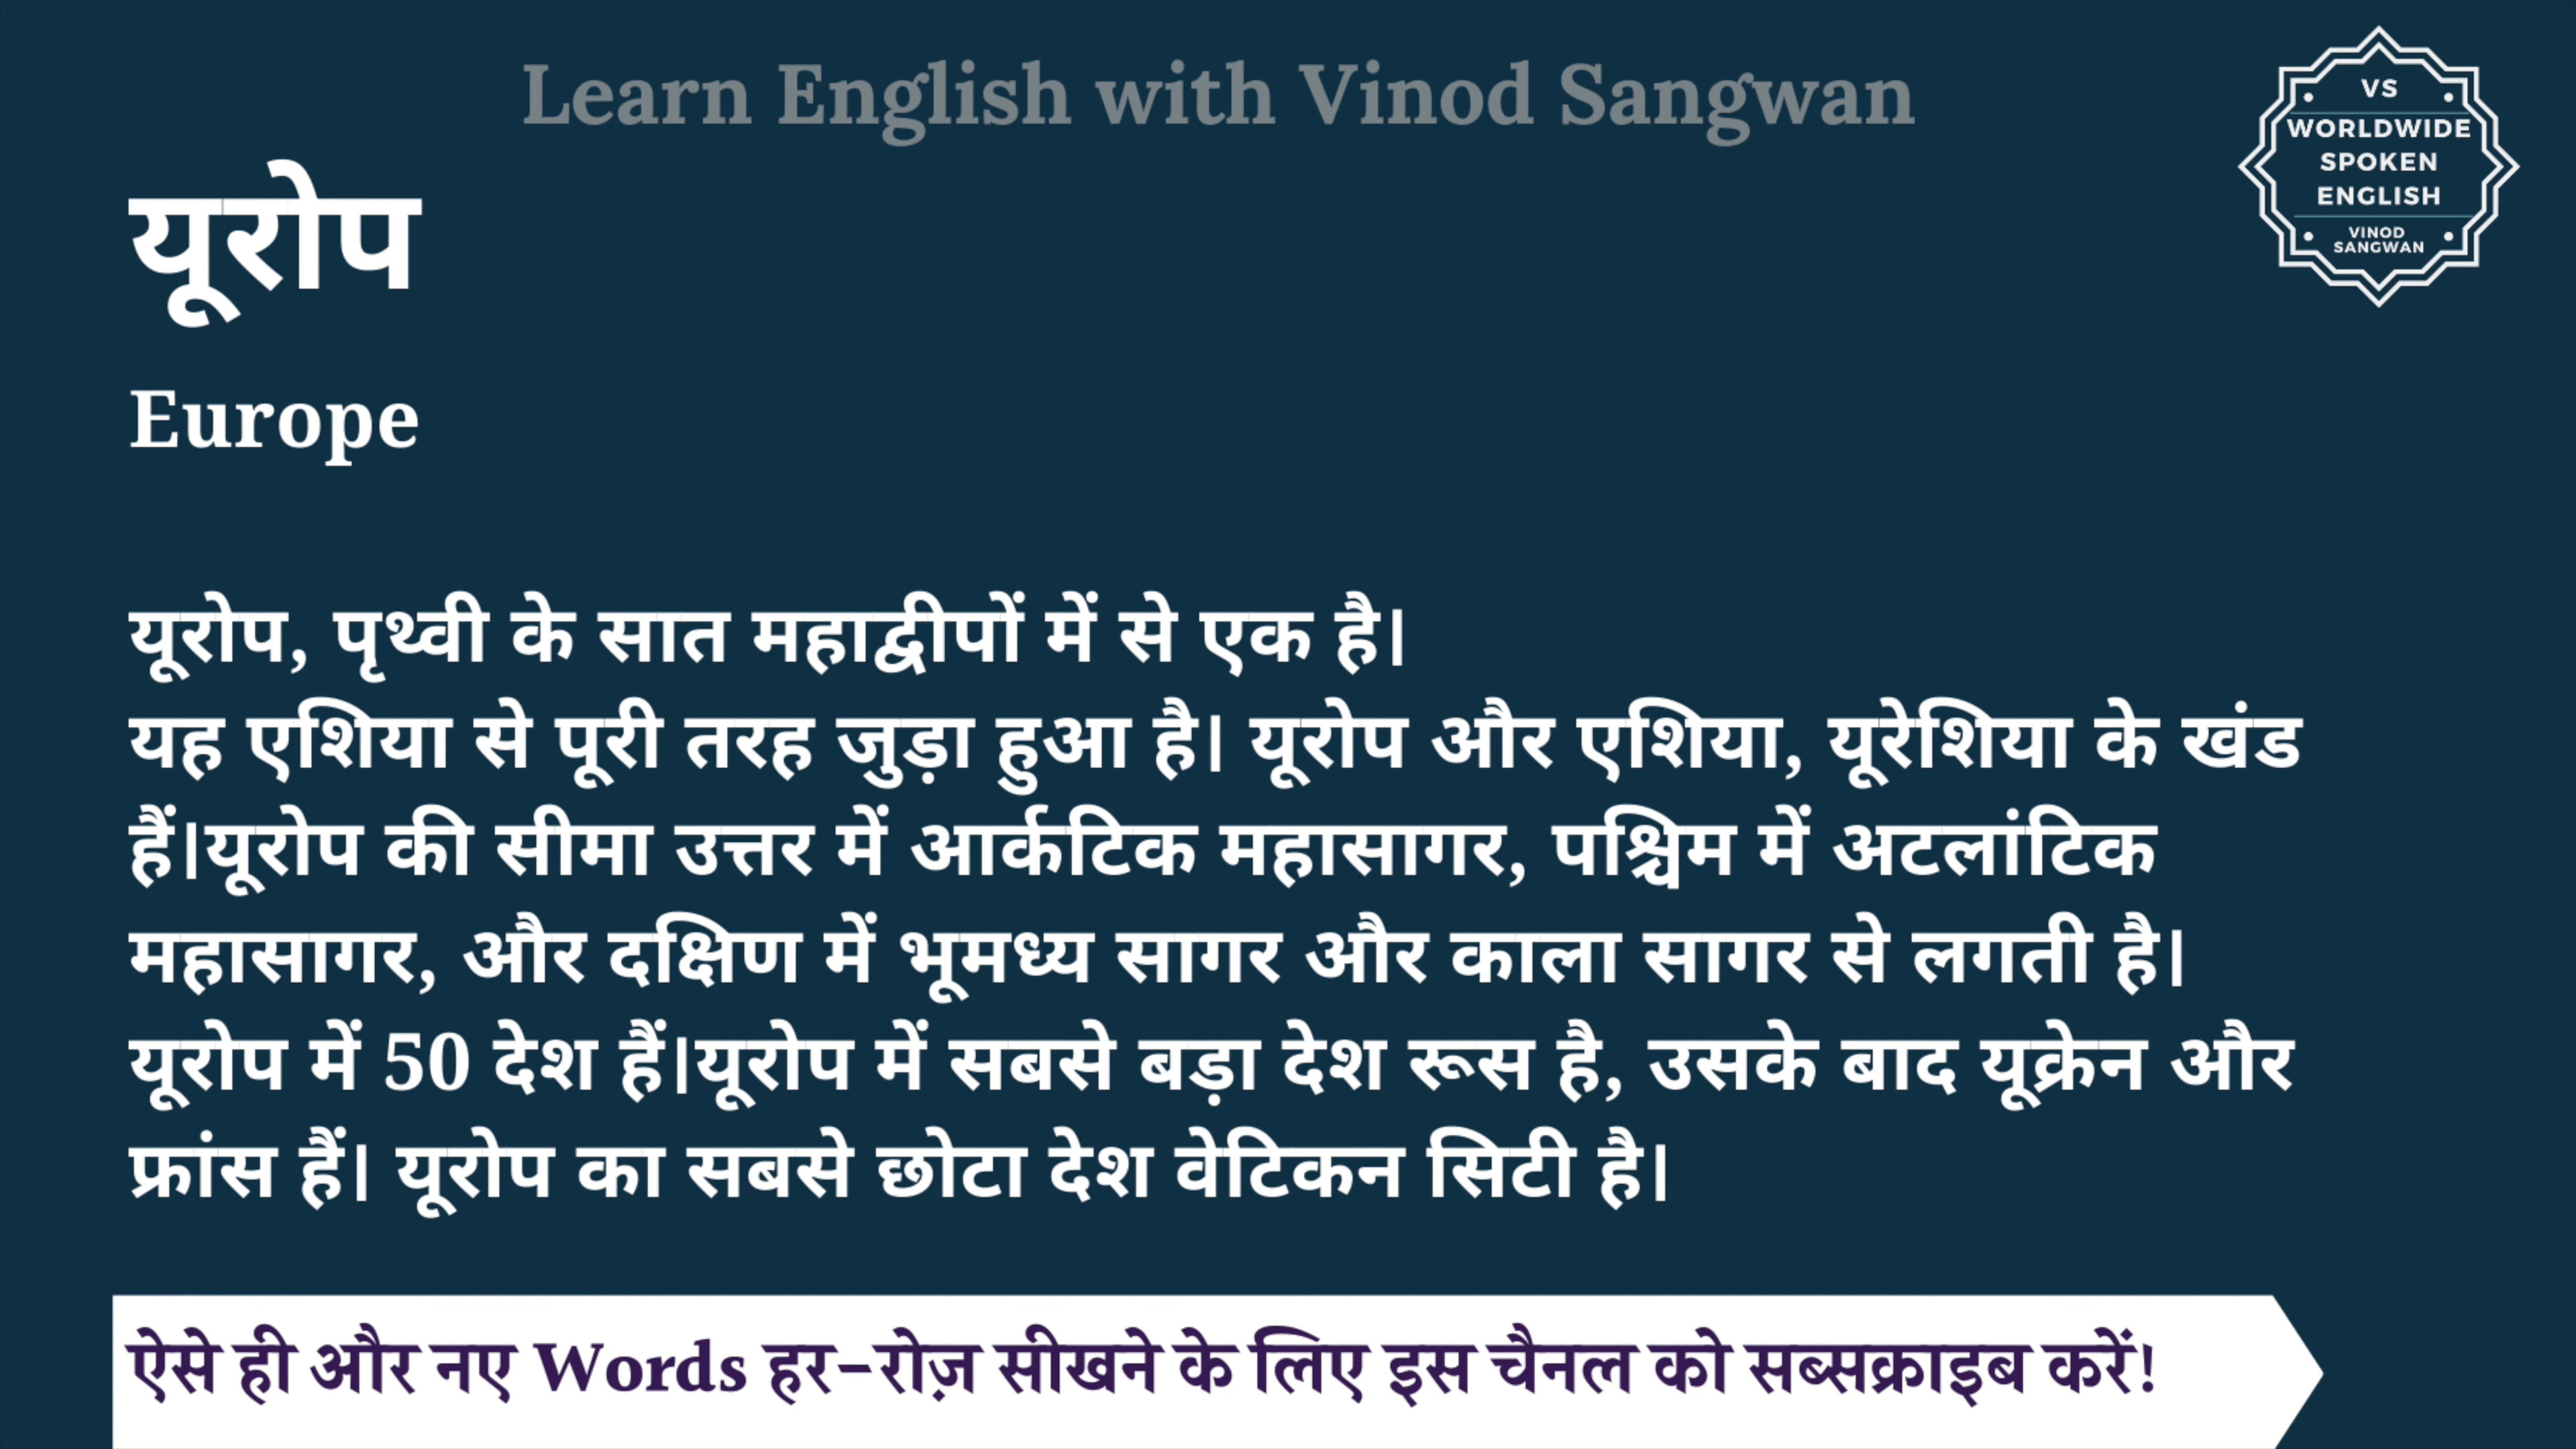 Learn English with Vinod Sangwan
VS
WORLDWIDE
SPOKEN
ENGLISH
VINOD
SANGWAN
यूरोप
Europe
यूरोप, पृथ्वी के सात महाद्वीपों में से एक है।
यह एशिया से पूरी तरह जुड़ा हुआ है। यूरोप और एशिया, यूरेशिया के खंड
हैं।यूरोप की सीमा उत्तर में आर्कटिक महासागर, पश्चिम में अटलांटिक
महासागर, और दक्षिण में भूमध्य सागर और काला सागर से लगती है।
यूरोप में 50 देश हैं।यूरोप में सबसे बड़ा देश रूस है, उसके बाद यूक्रेन और
फ्रांस हैं। यूरोप का सबसे छोटा देश वेटिकन सिटी है।
ऐसे ही और नए Words हर-रोज़ सीखने के लिए इस चैनल को सब्सक्राइब करें!